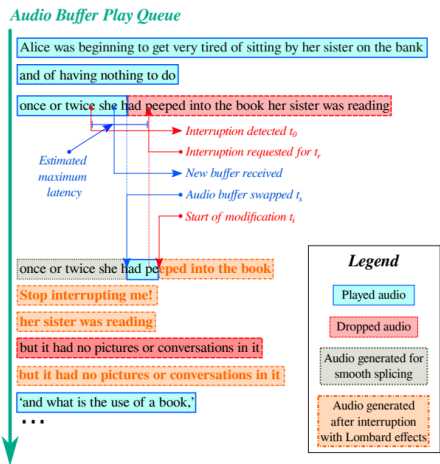 Audio Buffer Play Queue
Alice was beginning to get very tired of sitting by her sister on the bank
and of having nothing to do
once or twice she had peeped into the book her sister was reading
Interruption detected t0
Estimated
maximum
latency
Interruption requested for tr
New buffer received
Audio buffer swapped ts
Start of modification ti
once or twice she had peeped into the book
Stop interrupting me!
her sister was reading
but it had no pictures or conversations in it
but it had no pictures or conversations in it
‘and what is the use of a book,’
...
Legend
Played audio
Dropped audio
Audio generated for
smooth splicing
Audio generated
after interruption
with Lombard effects